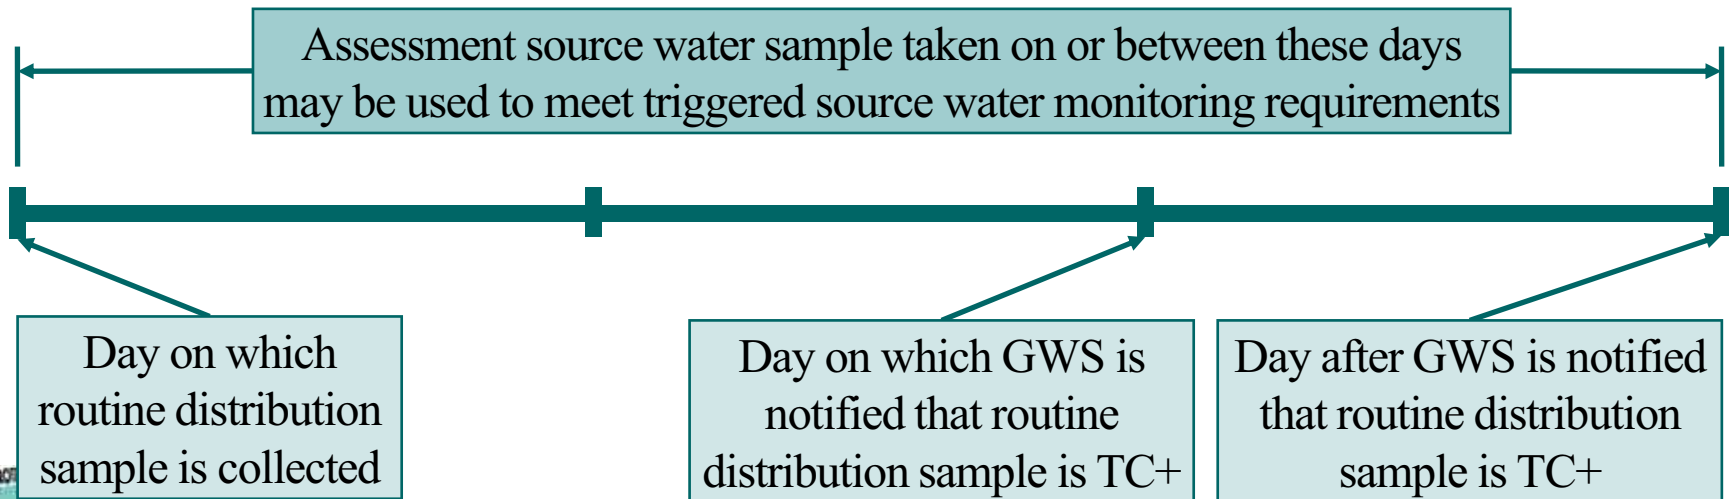 Assessment source water sample taken on or between these days
may be used to meet triggered source water monitoring requirements
Day on which
routine distribution
sample is collected
Day on which GWS is
notified that routine
distribution sample is TC+
Day after GWS is notified
that routine distribution
sample is TC+